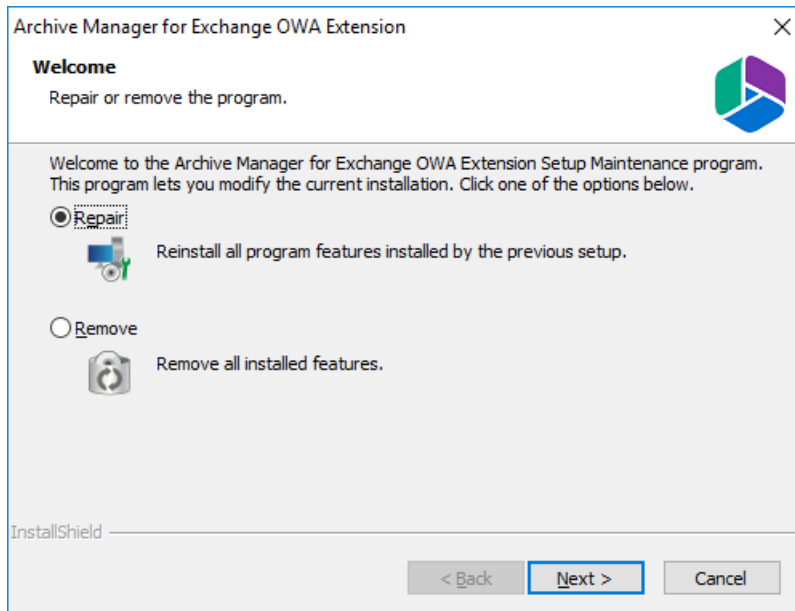 Archive Manager for Exchange OWA Extension
Welcome
Repair or remove the program.
Welcome to the Archive Manager for Exchange OWA Extension Setup Maintenance program.
This program lets you modify the current installation. Click one of the options below.
Repair
Reinstall all program features installed by the previous setup.
Remove
Remove all installed features.
InstallShield
< Back
Next >
Cancel